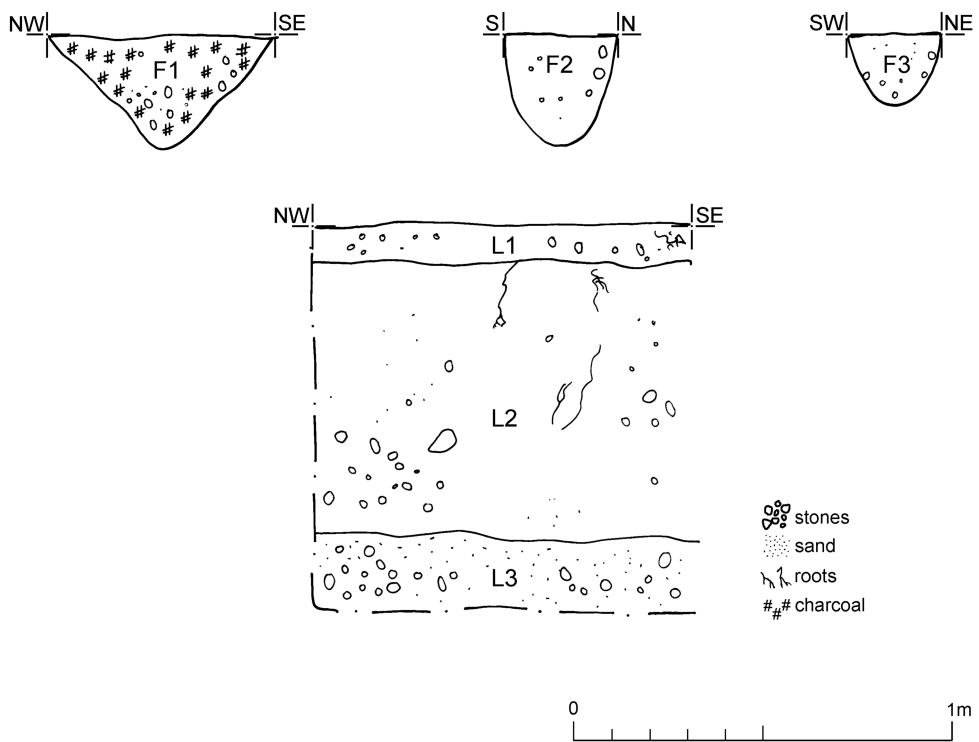 NW SE S N SW NE
F1 F2 F3
NW SE
L1
L2
stones
sand
roots
L3
charcoal
0 1m